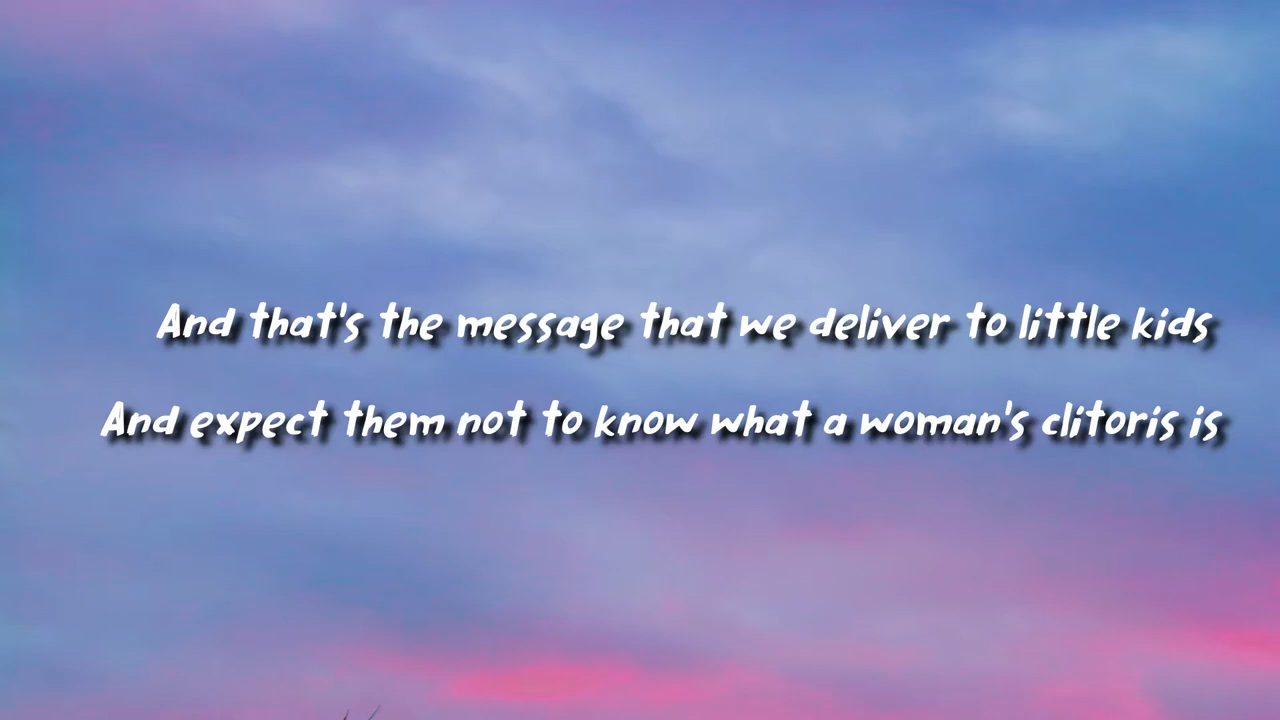 And that's the message that we deliver to little kids
And expect them not to know what a woman's clitoris is